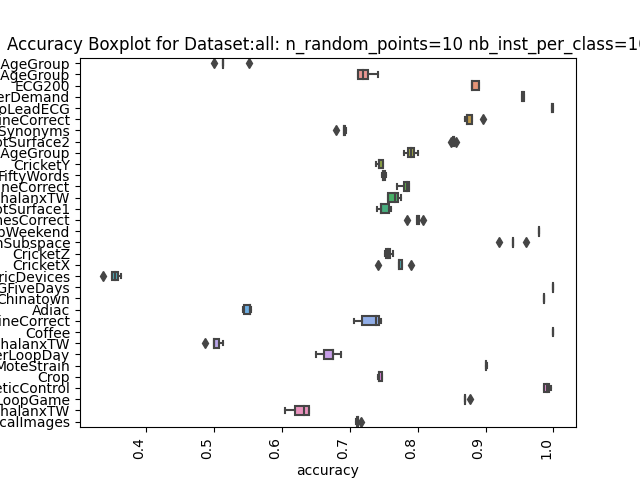 Accuracy Boxplot for Dataset:all: n_random_points=10 nb_inst_per_class=10
AgeGroup
AgeGroup
ECG200
erDemand
oLeadECG
ineCorrect
Synonyms
otSurface2
AgeGroup
CricketY
FiftyWords
ineCorrect
halanxTW
otSurface1
nesCorrect
pWeekend
nSubspace
CricketZ
CricketX
ricDevices
GFiveDays
Chinatown
Adiac
ineCorrect
Coffee
halanxTW
erLoopDay
MoteStrain
Crop
eticControl
LoopGame
halanxTW
calImages
0.4 0.5 0.6 0.7 0.8 0.9 1.0
accuracy